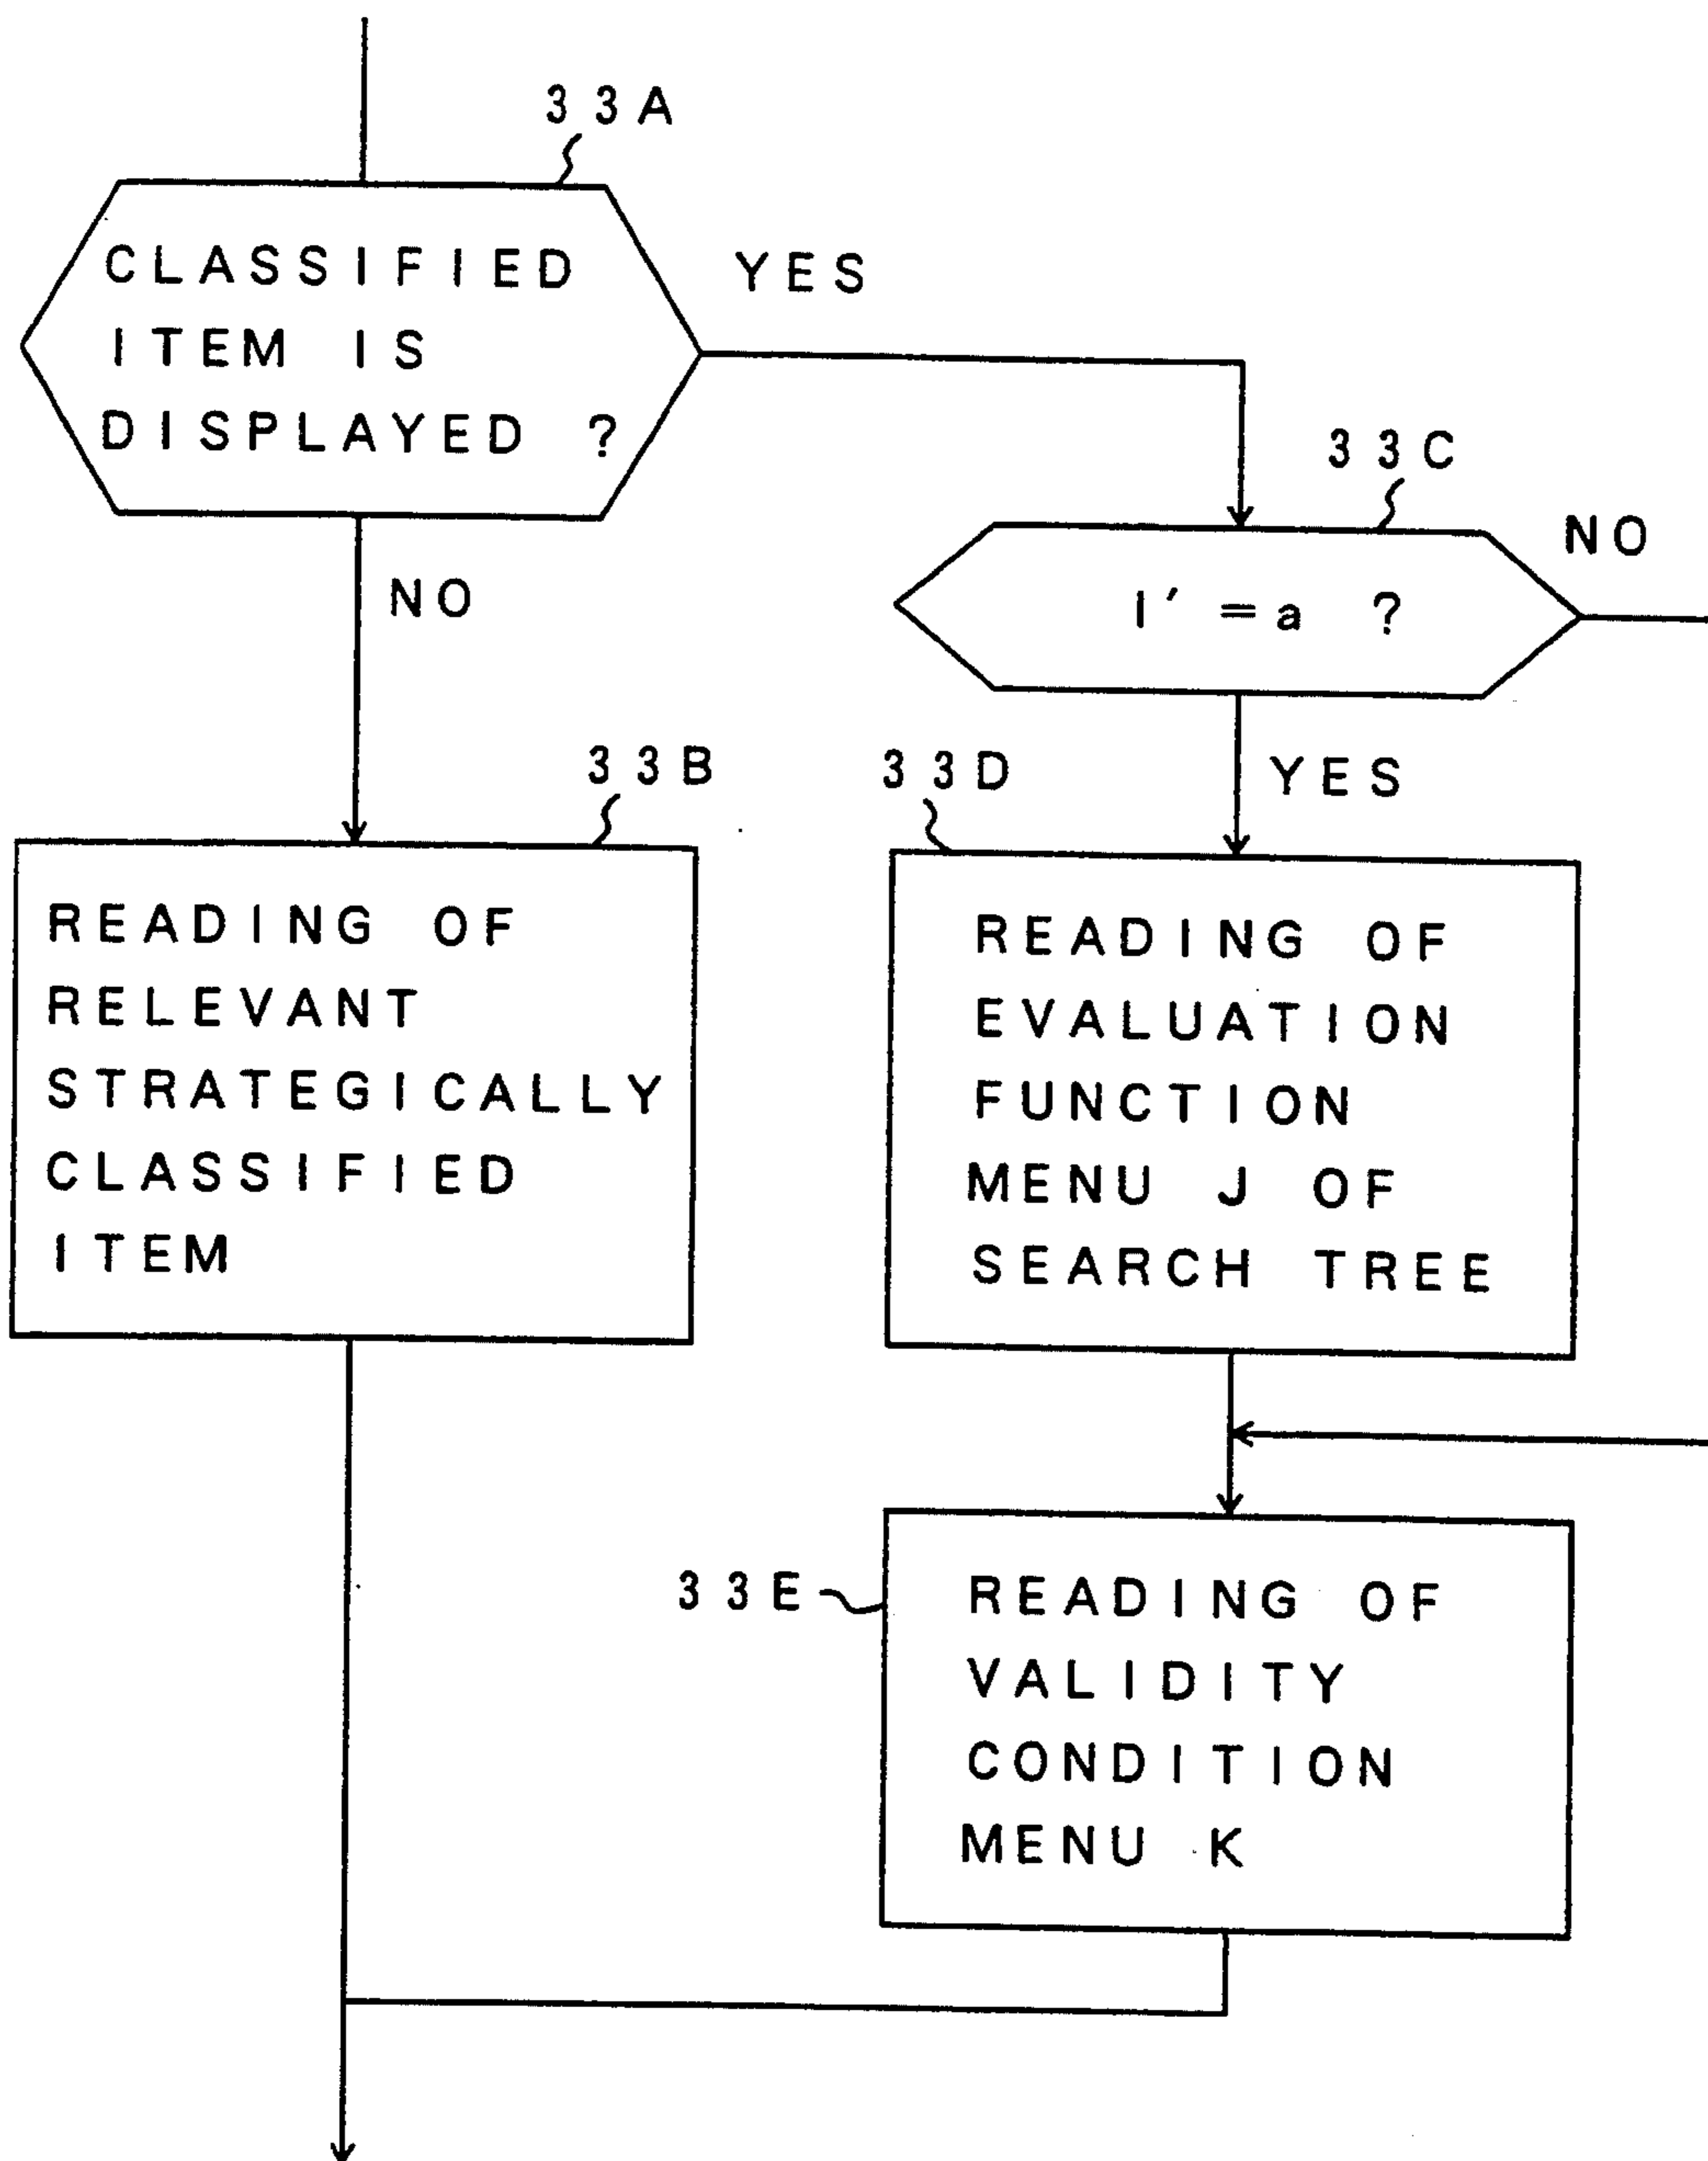 33A
CLASSIFIED
ITEM IS
DISPLAYED ?
YES
NO
33C
I' = a ?
NO
YES
33B
READING OF
RELEVANT
STRATEGICALLY
CLASSIFIED
ITEM
33D
READING OF
EVALUATION
FUNCTION
MENU J OF
SEARCH TREE
33E
READING OF
VALIDITY
CONDITION
MENU K